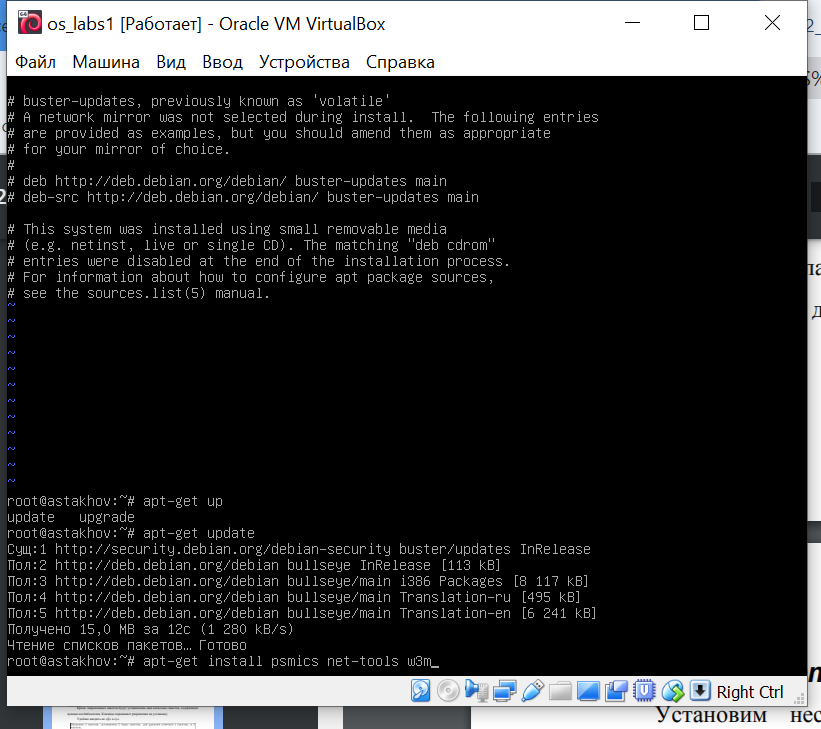 os_labs1 [Работает] - Oracle VM VirtualBox
Файл Машина Вид Ввод Устройства Справка
# buster-updates, previously known as 'volatile'
# A network mirror was not selected during install.  The following entries
# are provided as examples, but you should amend them as appropriate
# for your mirror of choice.
#
# deb http://deb.debian.org/debian/ buster-updates main
# deb-src http://deb.debian.org/debian/ buster-updates main
# This system was installed using small removable media
# (e.g. netinst, live or single CD). The matching "deb cdrom"
# entries were disabled at the end of the installation process.
# For information about how to configure apt package sources,
# see the sources.list(5) manual.
~
~
~
~
~
~
~
~
~
~
~
~
root@astakhov:~# apt-get up
update   upgrade
root@astakhov:~# apt-get update
Сущ:1 http://security.debian.org/debian-security buster/updates InRelease
Пол:2 http://deb.debian.org/debian bullseye InRelease [113 kB]
Пол:3 http://deb.debian.org/debian bullseye/main i386 Packages [8 117 kB]
Пол:4 http://deb.debian.org/debian bullseye/main Translation-ru [495 kB]
Пол:5 http://deb.debian.org/debian bullseye/main Translation-en [6 241 kB]
Получено 15,0 MB за 12с (1 280 kB/s)
Чтение списков пакетов… Готово
root@astakhov:~# apt-get install psmics net-tools w3m_
Right Ctrl
Установим